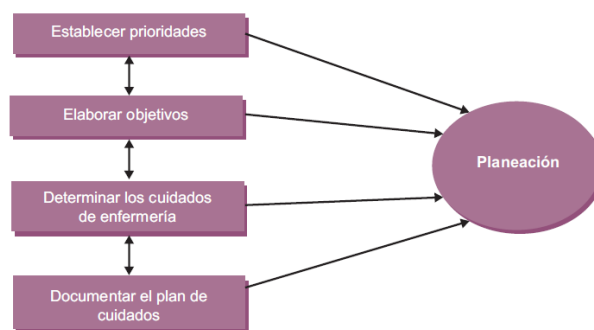 Establecer prioridades
Elaborar objetivos
Planeación
Determinar los cuidados
de enfermería
Documentar el plan de
cuidados